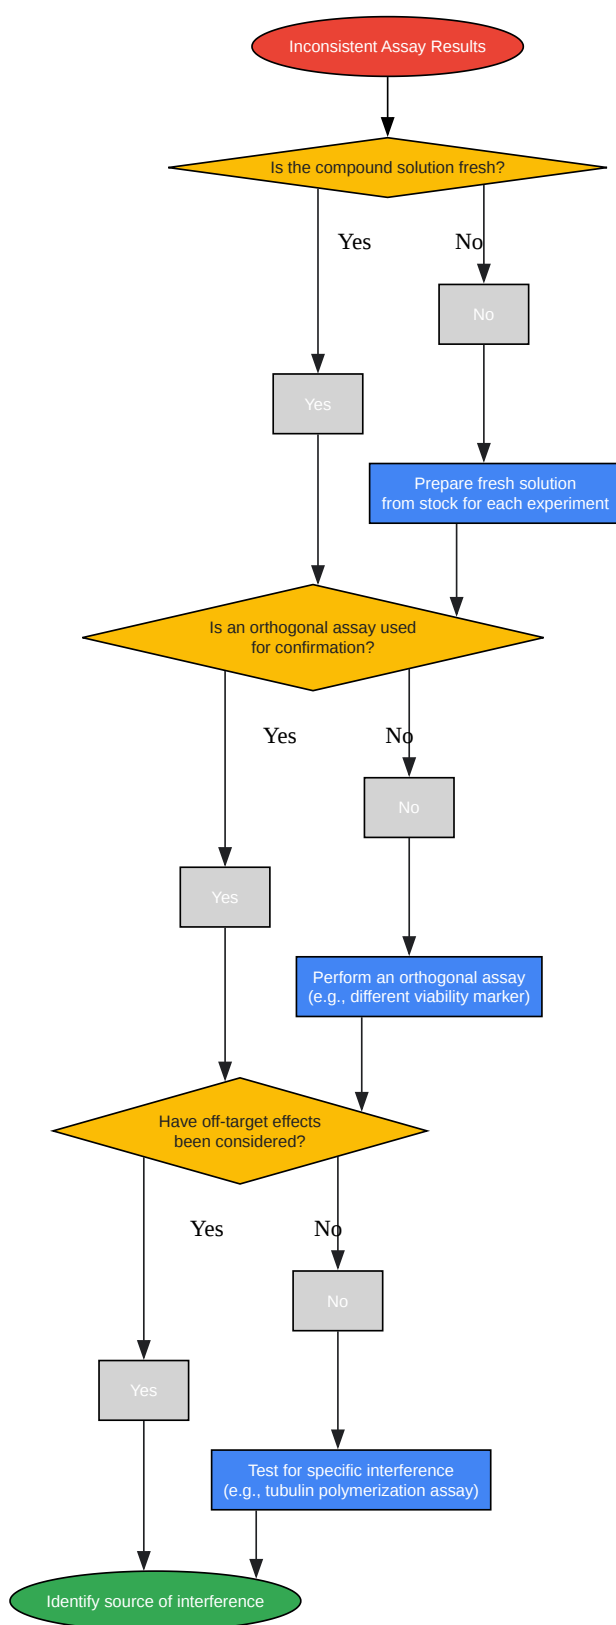 Inconsistent Assay Results
Is the compound solution fresh?
Yes
No
No
Yes
Prepare fresh solution
from stock for each experiment
Is an orthogonal assay used
for confirmation?
Yes
No
No
Yes
Perform an orthogonal assay
(e.g., different viability marker)
Have off-target effects
been considered?
Yes
No
No
Yes
Test for specific interference
(e.g., tubulin polymerization assay)
Identify source of interference